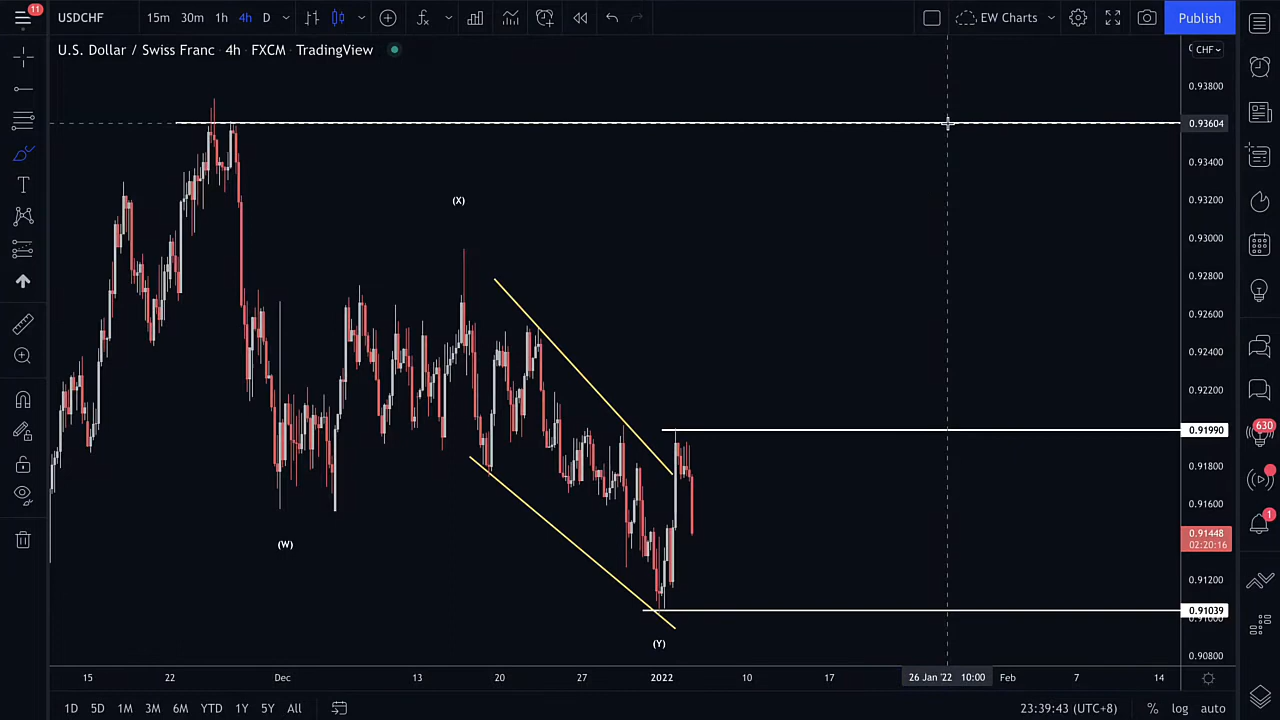 11
USDCHF 15m 30m 1h 4h D EW Charts Publish
U.S. Dollar / Swiss Franc · 4h · FXCM · TradingView
CHF
0.93800
0.93604
0.93400
0.93200
0.93000
0.92800
0.92600
0.92400
0.92200
0.91990
0.91800
0.91600
0.91448
02:20:16
0.91200
0.91039
0.91000
0.90800
(X)
(W)
(Y)
630
1
15 22 Dec 13 20 27 2022 10 17 26 Jan '22 10:00 Feb 7 14
1D 5D 1M 3M 6M YTD 1Y 5Y All 23:39:43 (UTC+8) % log auto